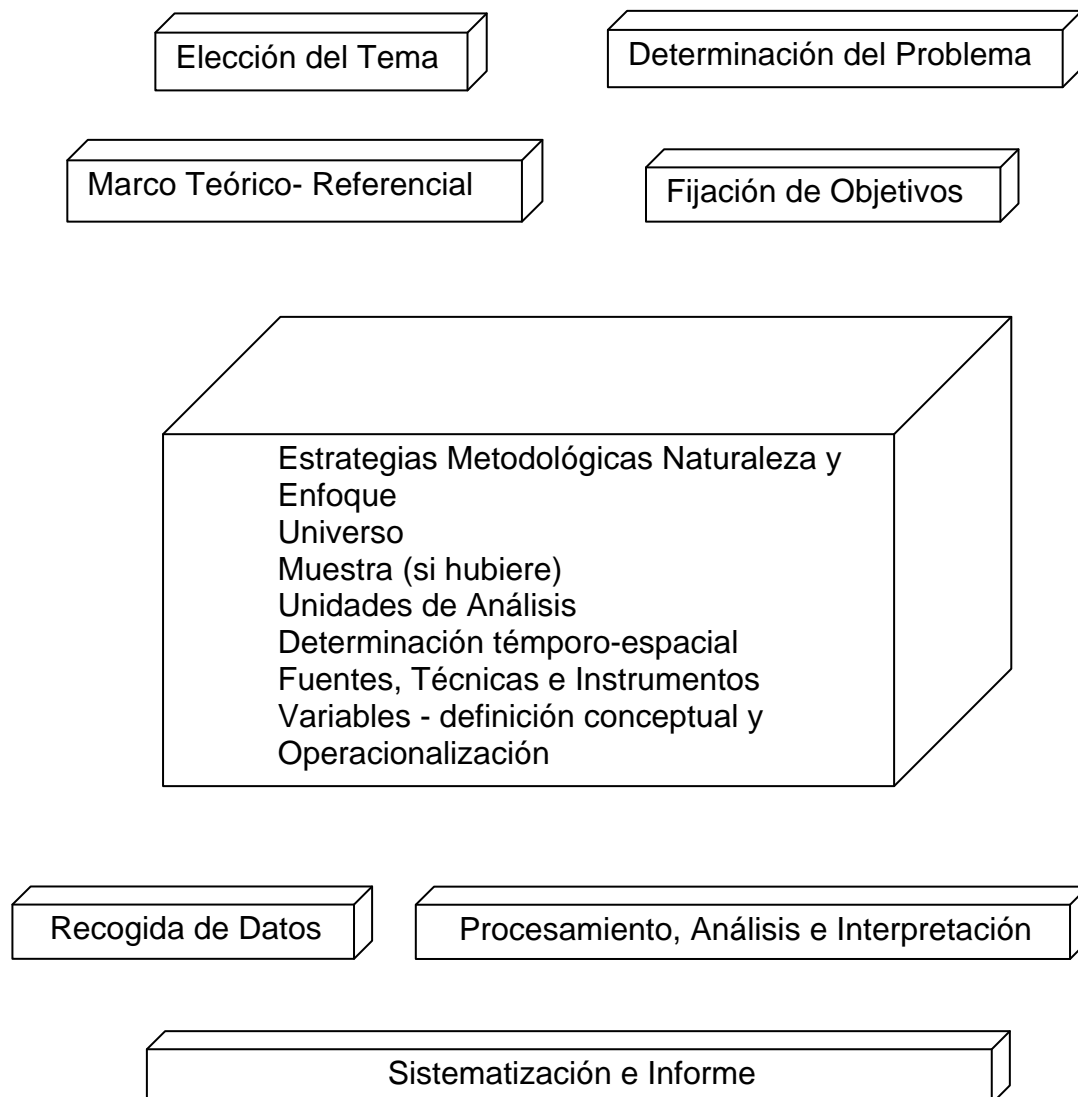 Elección del Tema
Determinación del Problema
Marco Teórico- Referencial
Fijación de Objetivos
Estrategias Metodológicas Naturaleza y
Enfoque
Universo
Muestra (si hubiere)
Unidades de Análisis
Determinación témporo-espacial
Fuentes, Técnicas e Instrumentos
Variables - definición conceptual y
Operacionalización
Recogida de Datos
Procesamiento, Análisis e Interpretación
Sistematización e Informe